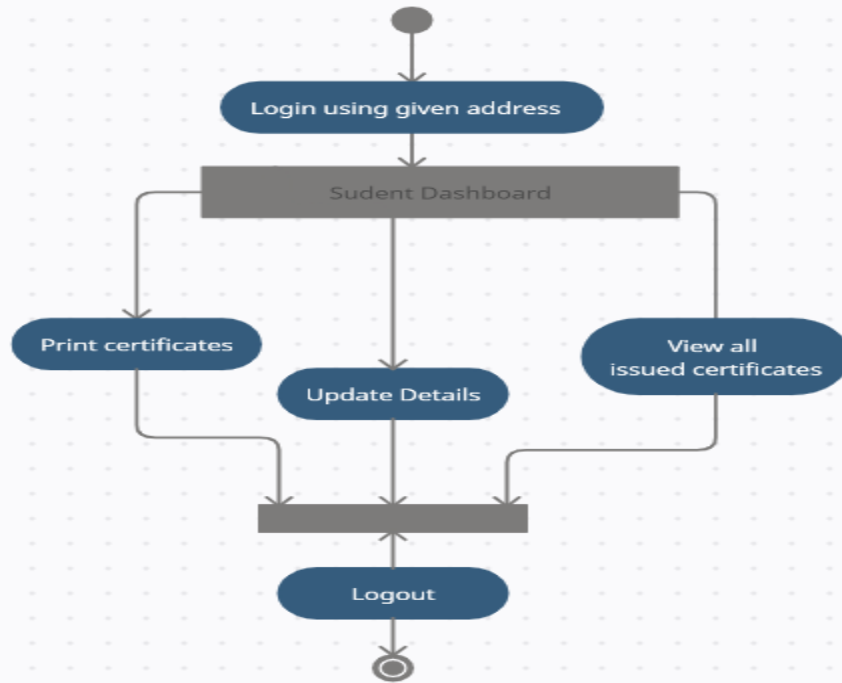 Login using given address
Sudent Dashboard
Print certificates
View all
issued certificates
Update Details
Logout